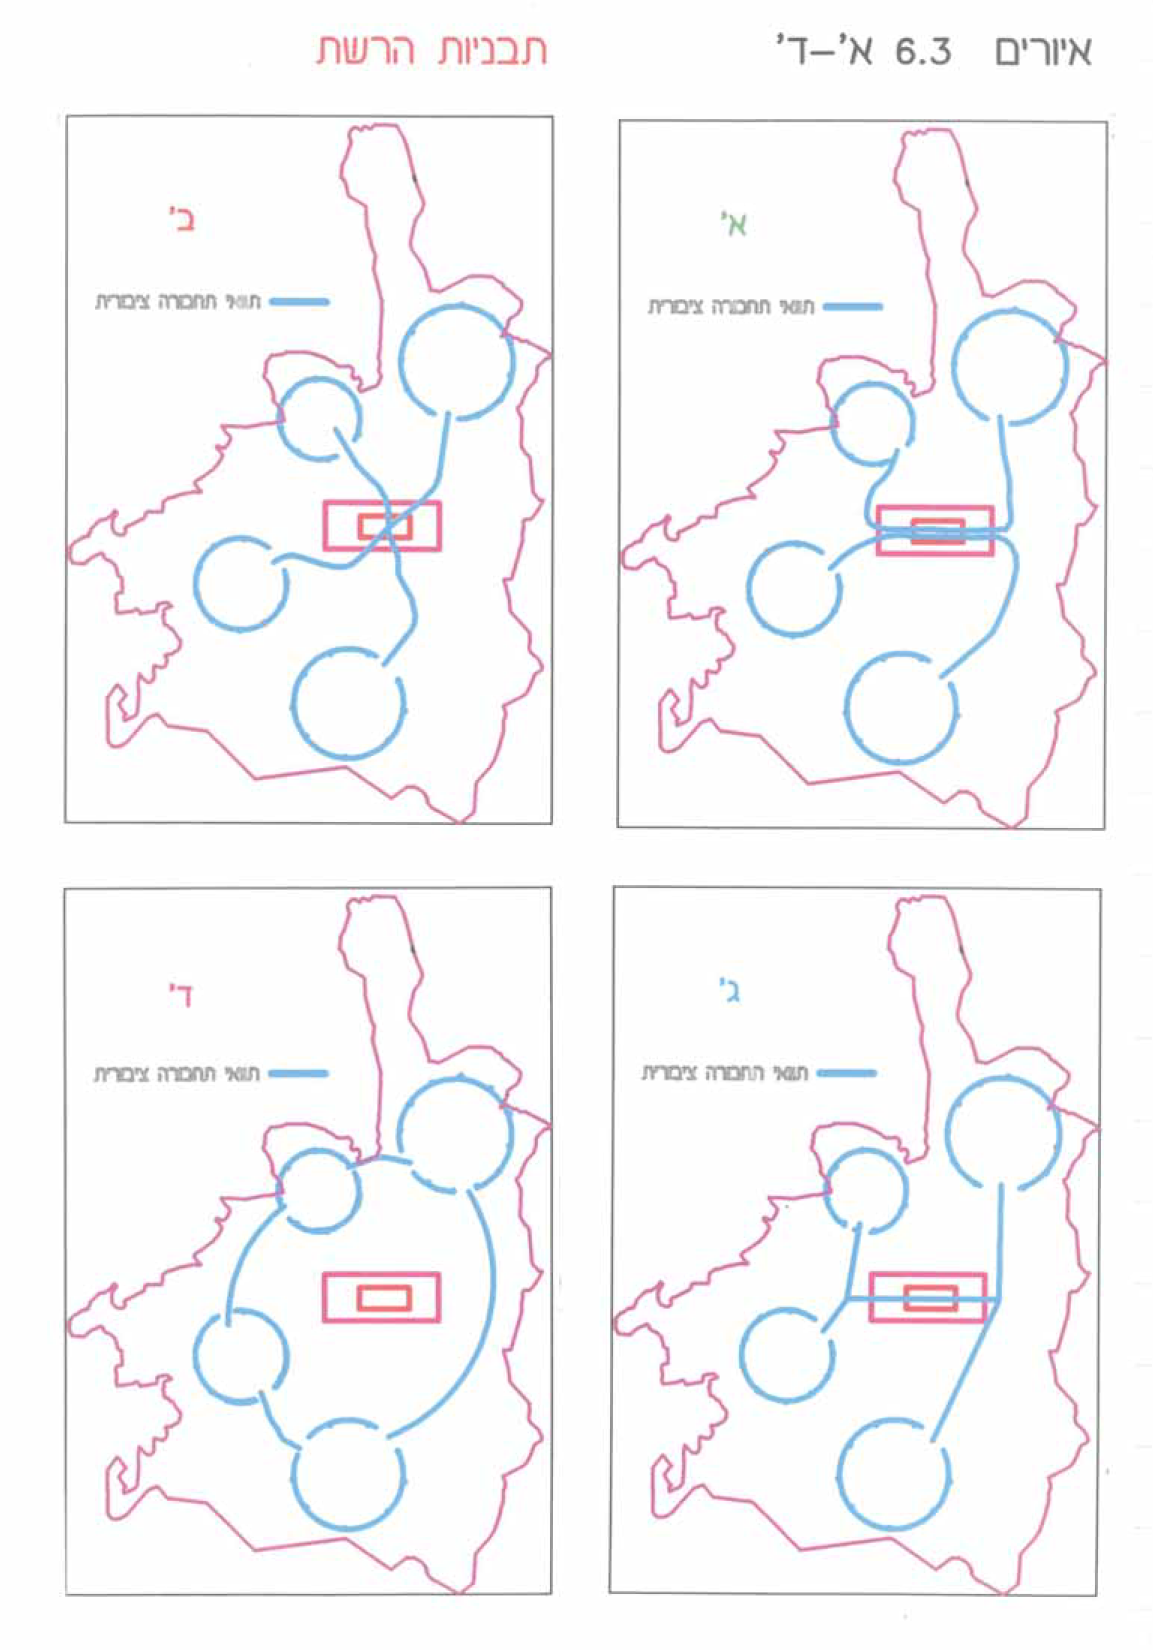 איורים 6.3 א'-ד'
תבניות הרשת
א'
תוואי תחבורה ציבורית
ב'
תוואי תחבורה ציבורית
ג'
תוואי תחבורה ציבורית
ד'
תוואי תחבורה ציבורית